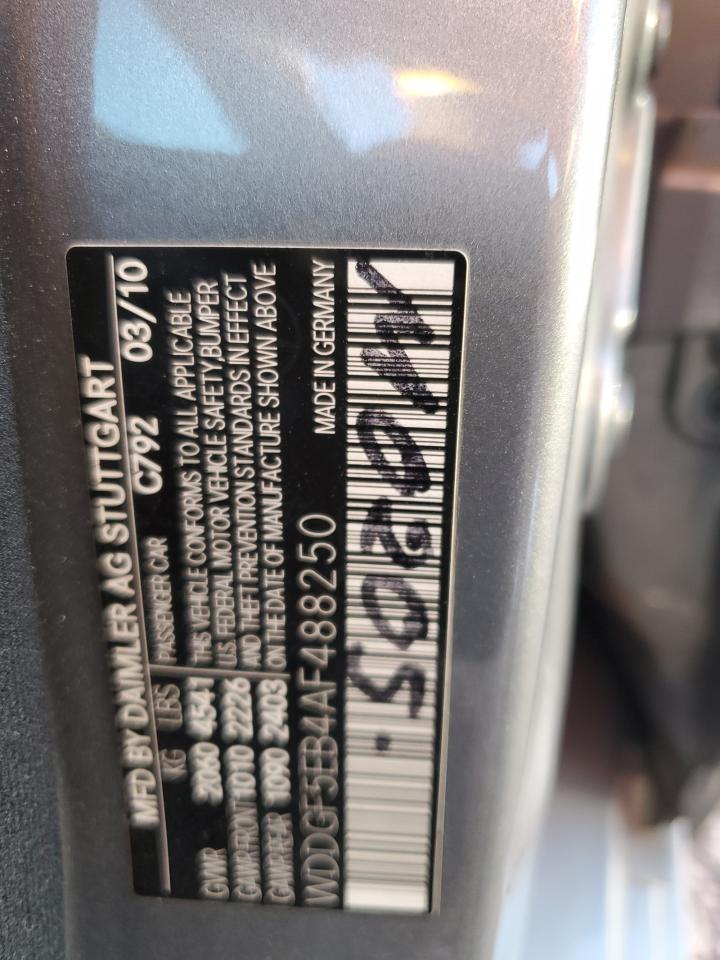 MFD BY DAIMLER AG STUTTGART
C792 03/10
KG LBS PASSENGER CAR
GVWR 2060 4541 THIS VEHICLE CONFORMS TO ALL APPLICABLE
GAWR FRONT 1010 2226 U.S. FEDERAL MOTOR VEHICLE SAFETY, BUMPER
GAWR REAR 1090 2403 AND THEFT PREVENTION STANDARDS IN EFFECT
ON THE DATE OF MANUFACTURE SHOWN ABOVE
WDDGF5EB4AF488250 MADE IN GERMANY